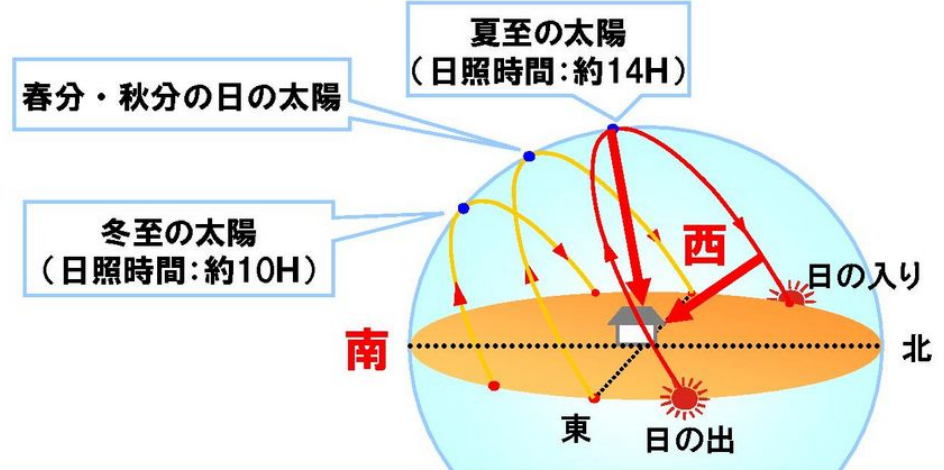 夏至の太陽
（日照時間：約14H）
春分・秋分の日の太陽
冬至の太陽
（日照時間：約10H）
西
日の入り
南
北
東
日の出